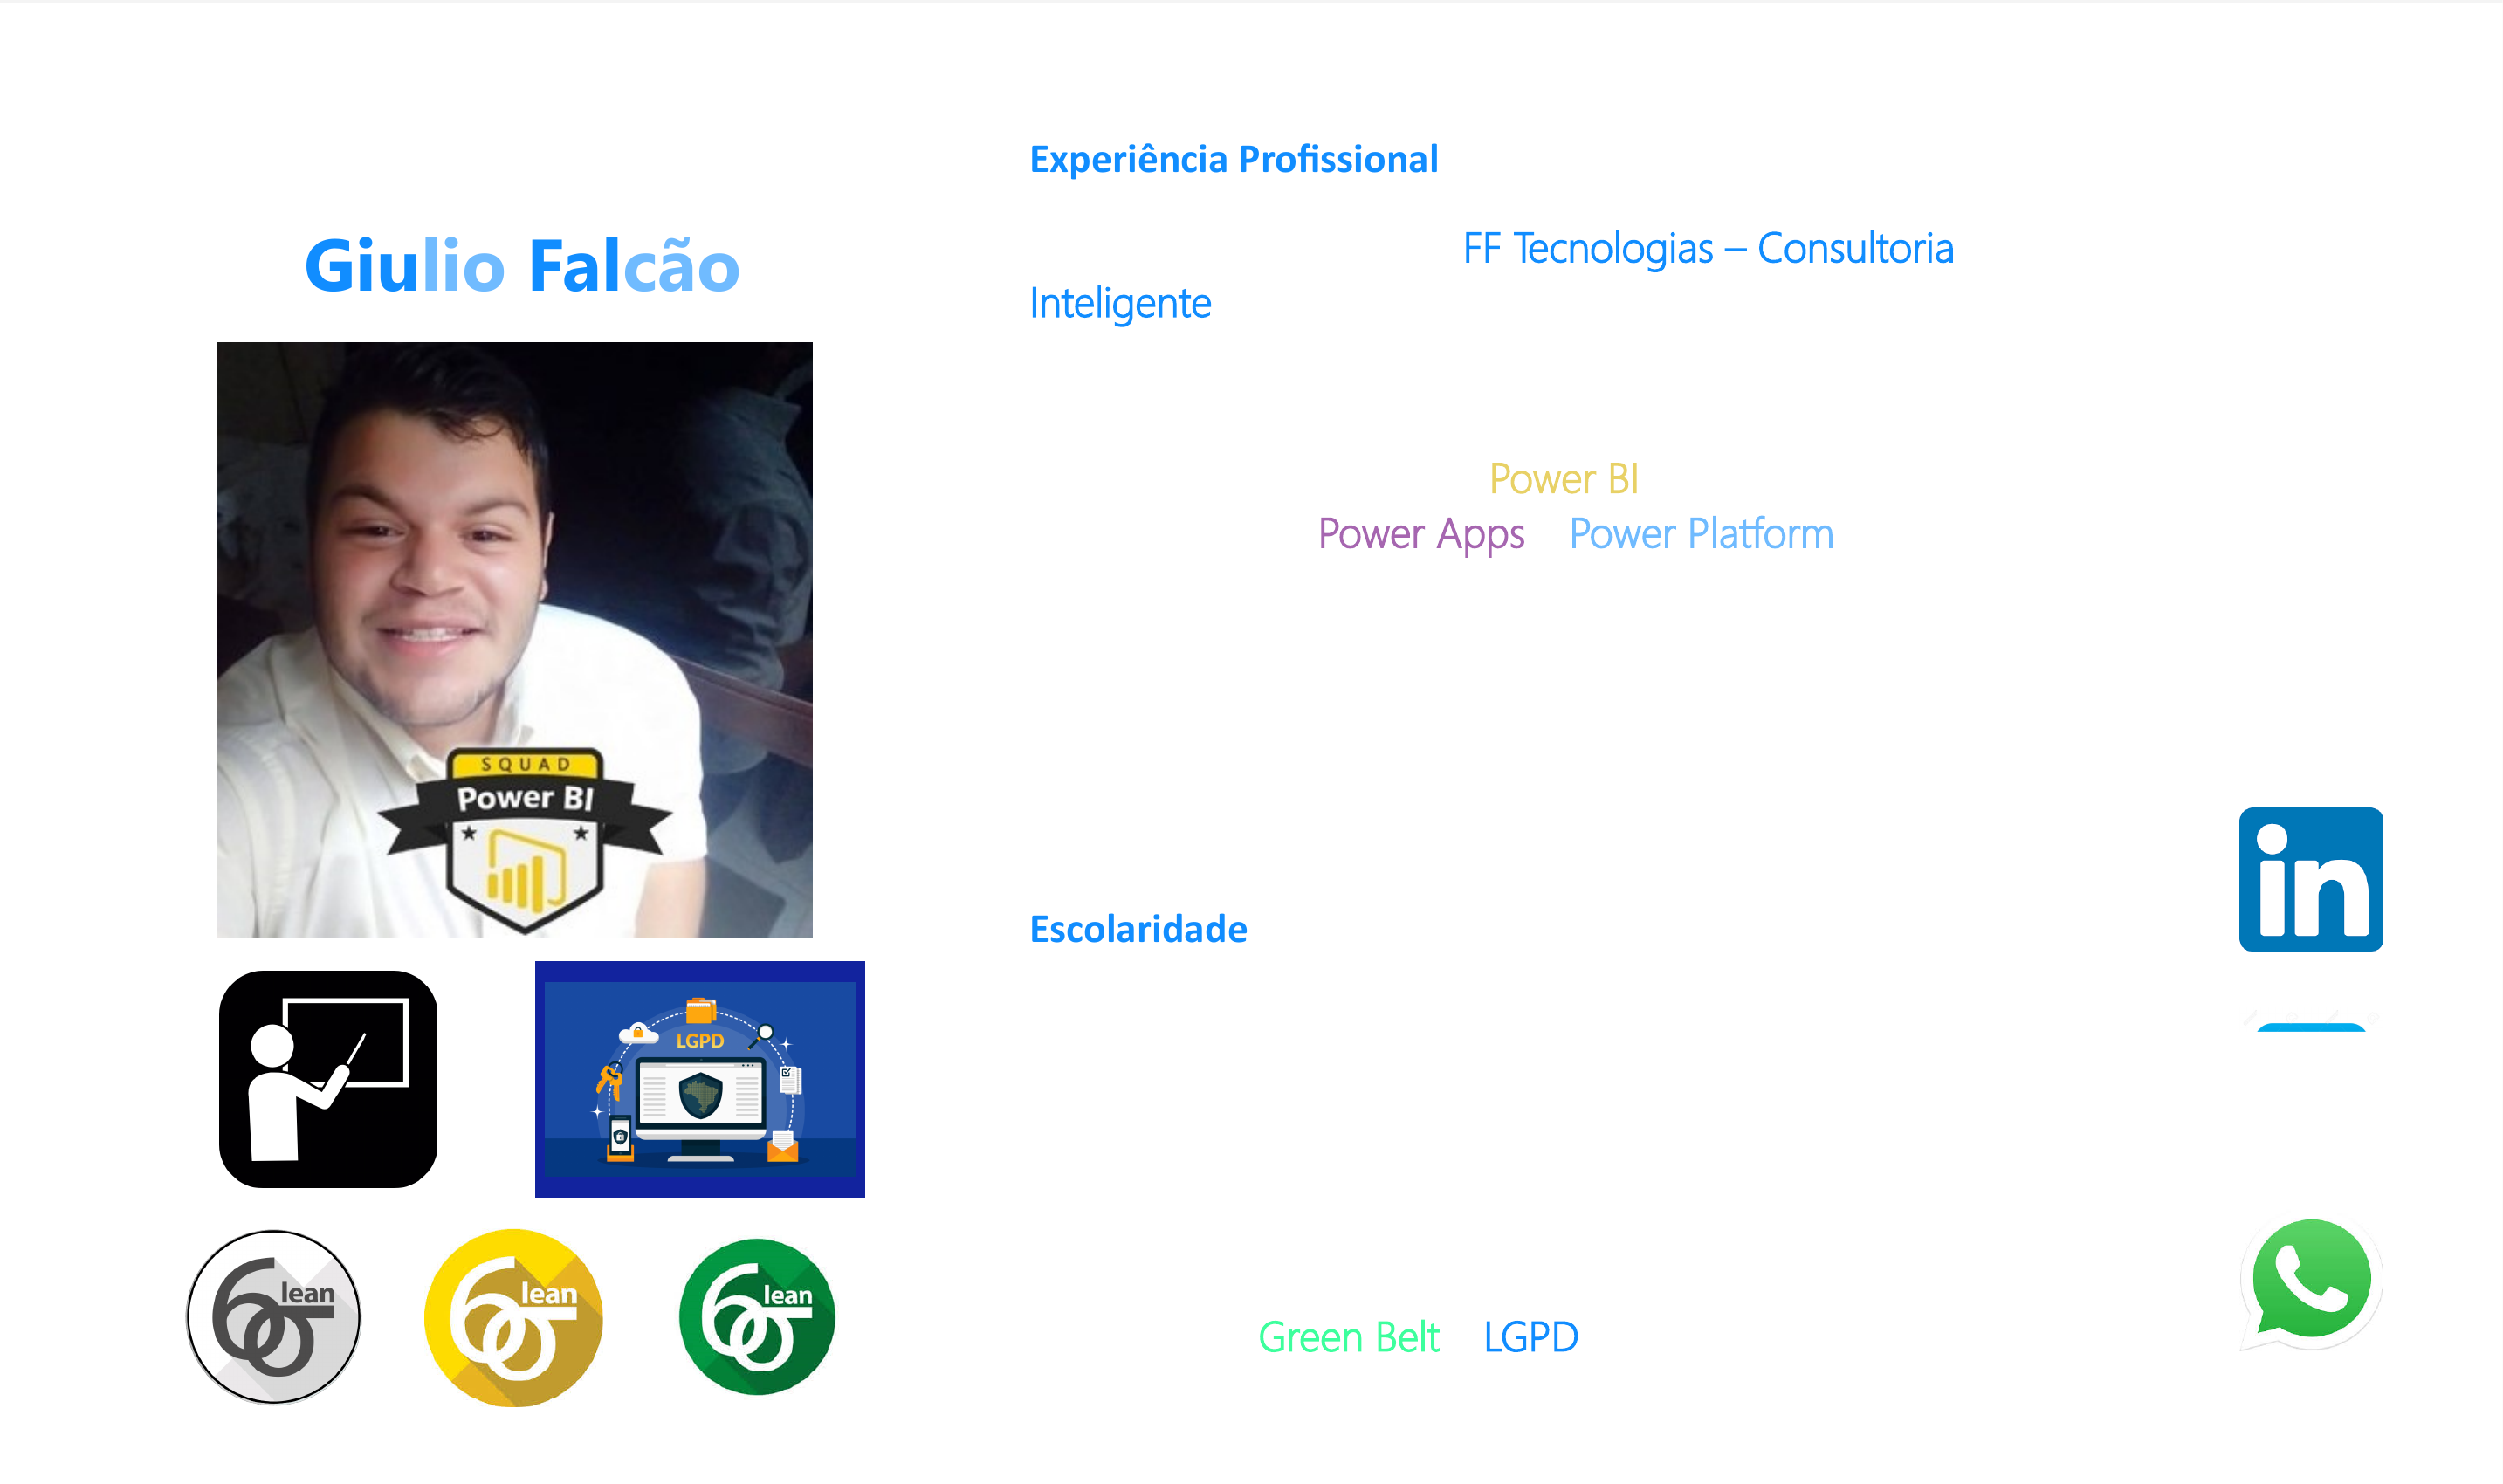 Giulio Falcão
SQUAD
Power BI
LGPD
lean
lean
lean
Experiência Profissional
FF Tecnologias – Consultoria
Inteligente
Power BI
Power Apps Power Platform
Escolaridade
Green Belt LGPD
in